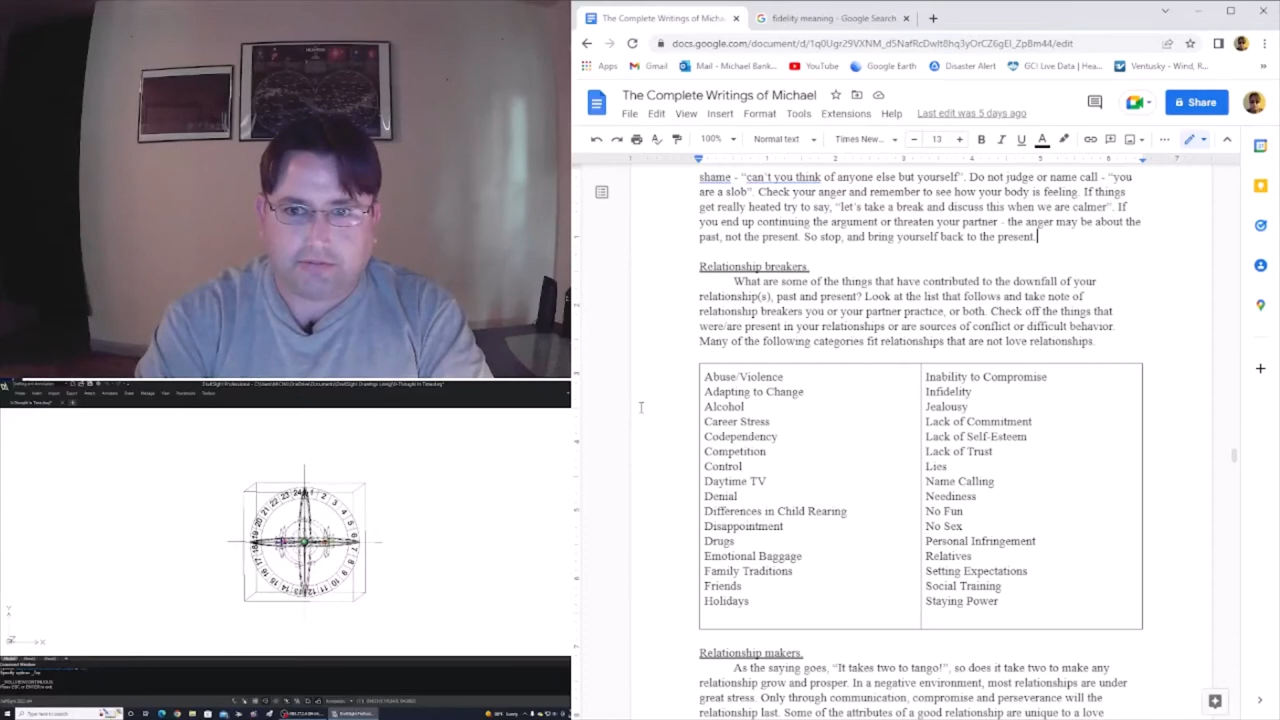 The Complete Writings of Micha
fidelity meaning - Google Search
docs.google.com/document/d/1q0Ugr29VXNM_d5NafRcDwIt8hq3yOrCZ6gEl_ZpBm44/edit
Apps
Gmail
Mail - Michael Bank...
YouTube
Google Earth
Disaster Alert
GCI Live Data | Hea...
Ventusky - Wind, R...
The Complete Writings of Michael
File Edit View Insert Format Tools Extensions Help
Last edit was 5 days ago
Share
100%
Normal text
Times New...
13
shame - “can’t you think of anyone else but yourself”. Do not judge or name call - “you
are a slob”. Check your anger and remember to see how your body is feeling. If things
get really heated try to say, “let’s take a break and discuss this when we are calmer”. If
you end up continuing the argument or threaten your partner - the anger may be about the
past, not the present. So stop, and bring yourself back to the present.
Relationship breakers.
What are some of the things that have contributed to the downfall of your
relationship(s), past and present? Look at the list that follows and take note of
relationship breakers you or your partner practice, or both. Check off the things that
were/are present in your relationships or are sources of conflict or difficult behavior.
Many of the following categories fit relationships that are not love relationships.
Abuse/Violence
Adapting to Change
Alcohol
Career Stress
Codependency
Competition
Control
Daytime TV
Denial
Differences in Child Rearing
Disappointment
Drugs
Emotional Baggage
Family Traditions
Friends
Holidays
Inability to Compromise
Infidelity
Jealousy
Lack of Commitment
Lack of Self-Esteem
Lack of Trust
Lies
Name Calling
Neediness
No Fun
No Sex
Personal Infringement
Relatives
Setting Expectations
Social Training
Staying Power
Relationship makers.
As the saying goes, “It takes two to tango!”, so does it take two to make any
relationship grow and prosper. In a negative environment, most relationships are under
great stress. Only through communication, compromise and perseverance will the
relationship last. Some of the attributes of a good relationship are unique to a love
Type here to search